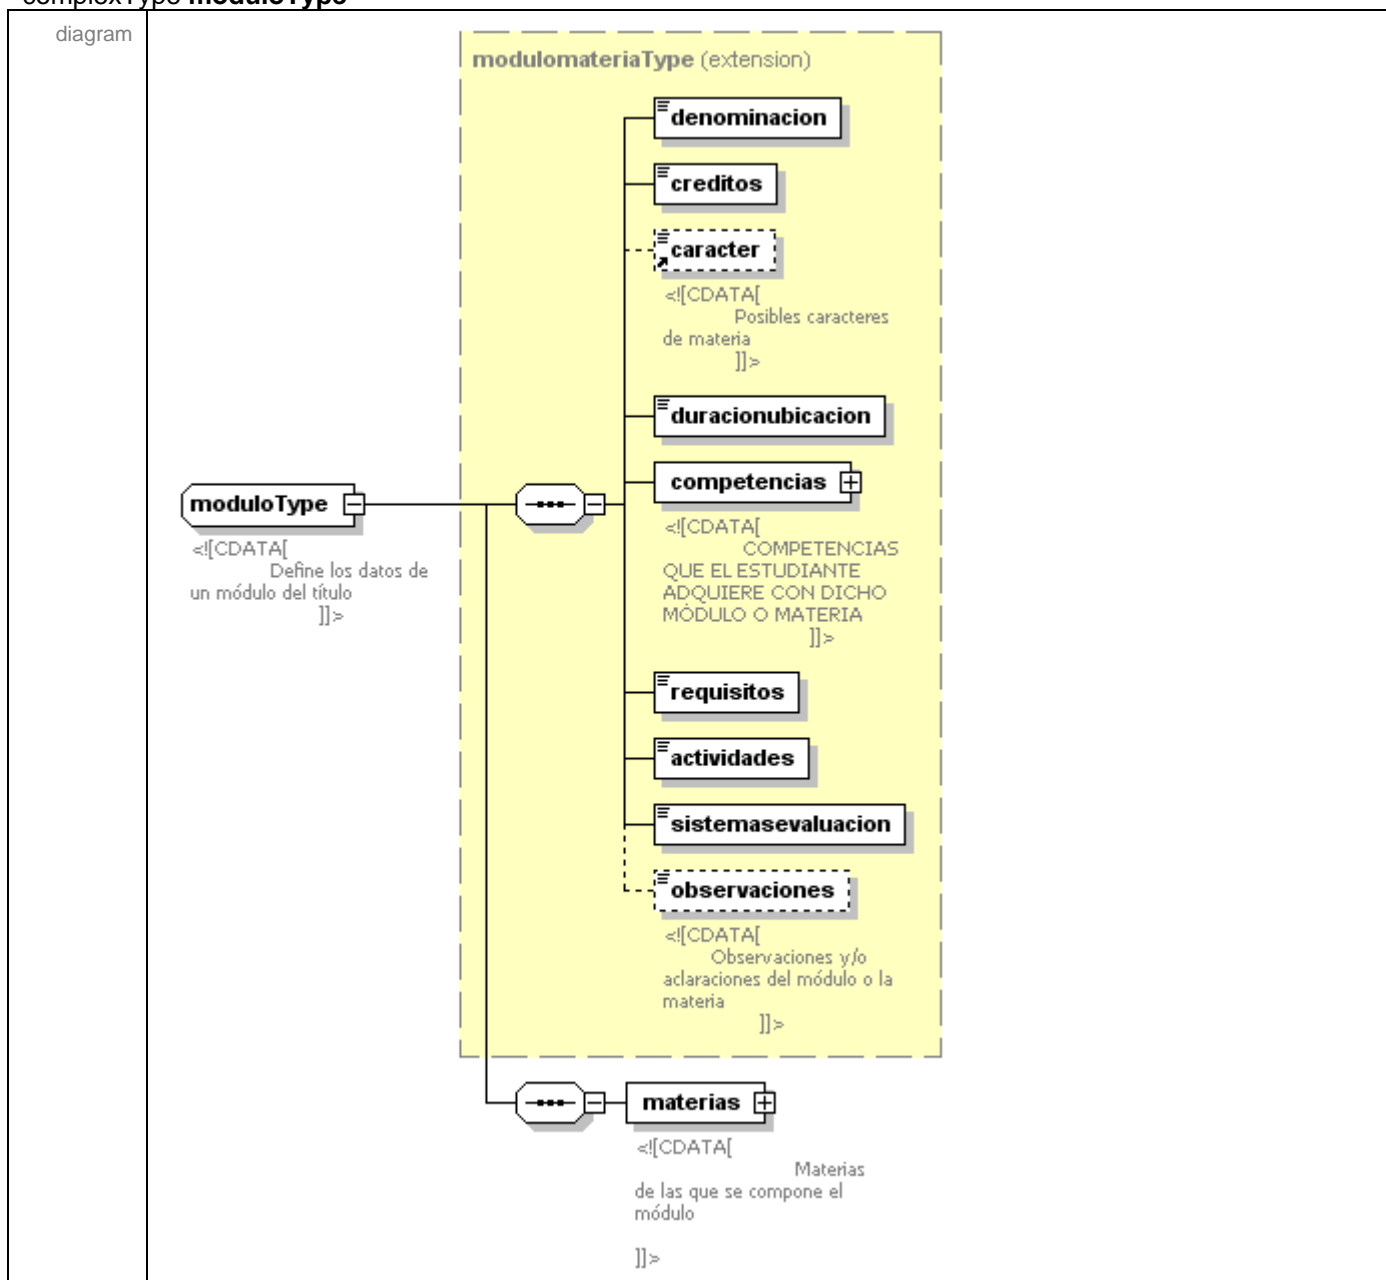 complexType moduloType
diagram
modulomateriaType (extension)
denominacion
creditos
caracter
<![CDATA[
Posibles caracteres
de materia
]]>
duracionubicacion
competencias
<![CDATA[
COMPETENCIAS
QUE EL ESTUDIANTE
ADQUIERE CON DICHO
MÓDULO O MATERIA
]]>
moduloType
<![CDATA[
Define los datos de
un módulo del título
]]>
requisitos
actividades
sistemasevaluacion
observaciones
<![CDATA[
Observaciones y/o
aclaraciones del módulo o la
materia
]]>
materias
<![CDATA[
Materias
de las que se compone el
módulo
]]>